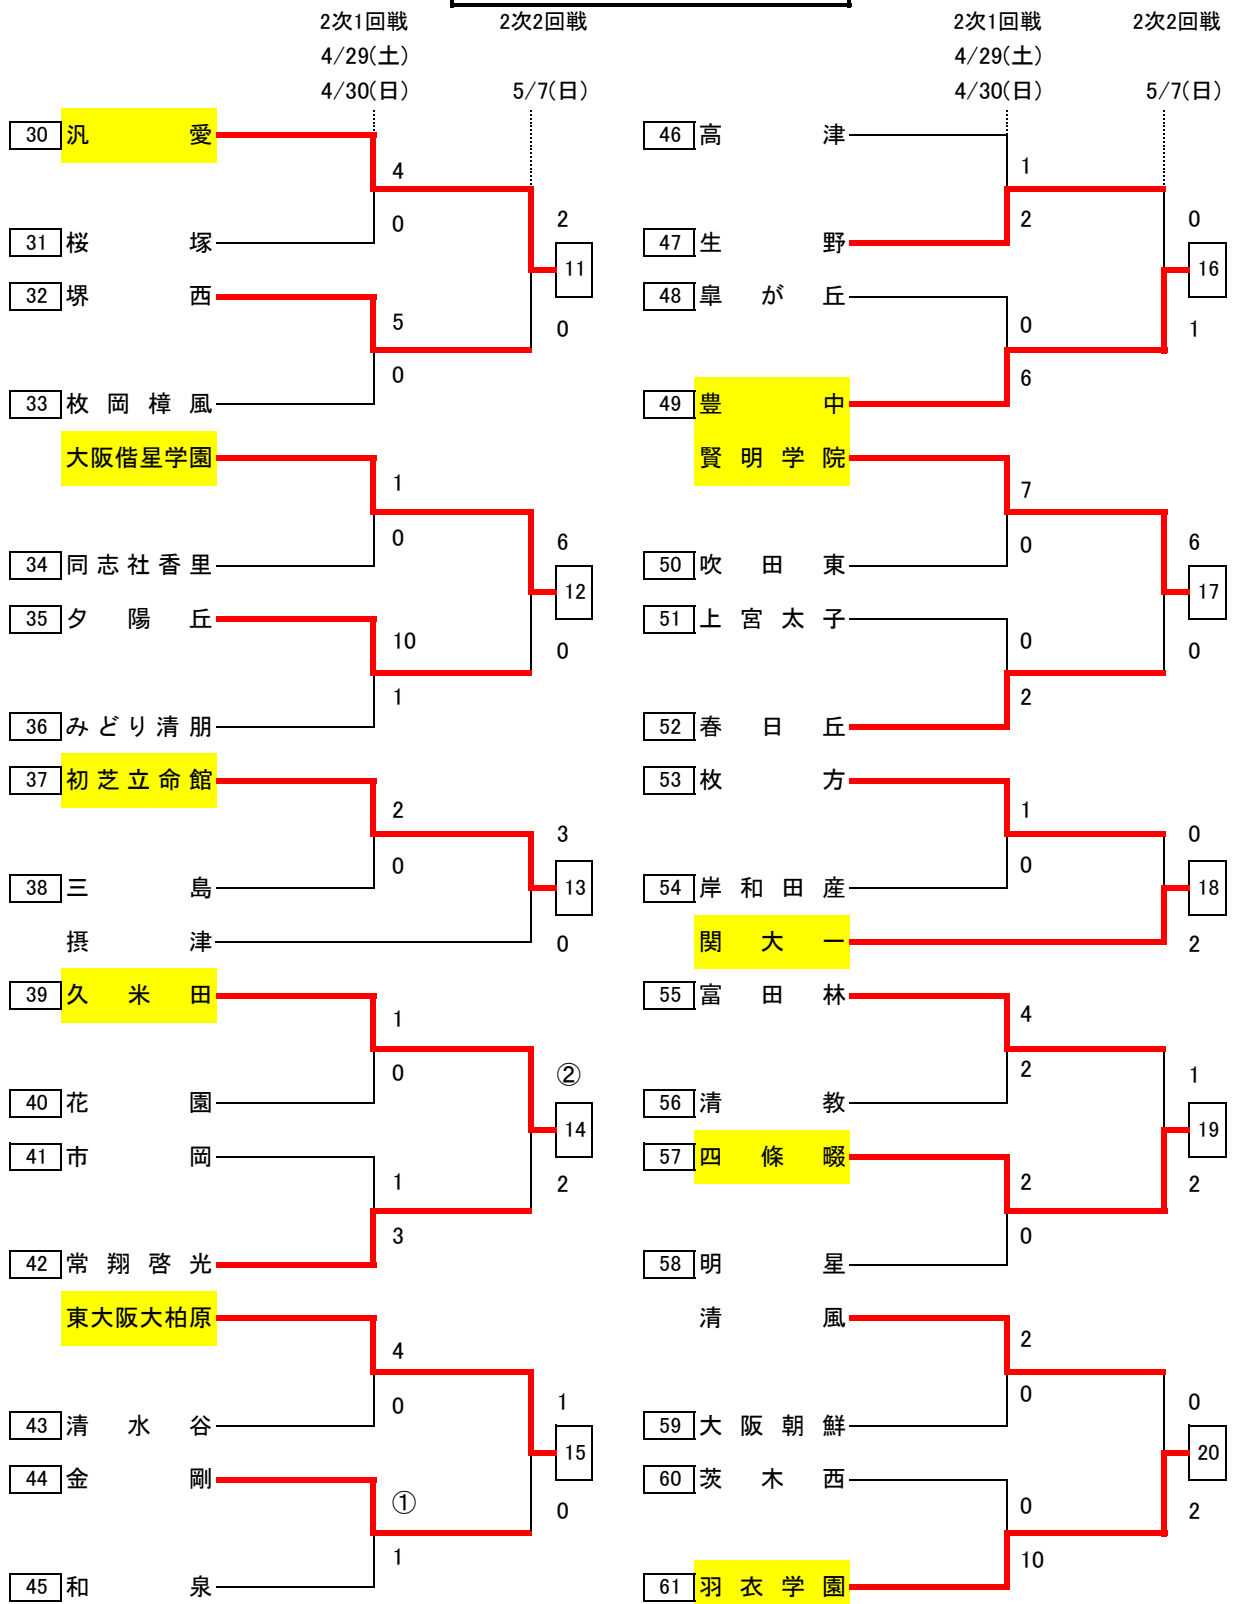 2次1回戦 2次2回戦
4/29(土)
4/30(日) 5/7(日)
30 汎愛
4
0
31 桜塚
2
11
0
32 堺西
5
0
33 枚岡樟風
大阪偕星学園
1
0
34 同志社香里
6
12
0
35 夕陽丘
10
1
36 みどり清朋
37 初芝立命館
2
0
38 三島
3
13
0
摂津
39 久米田
1
0
40 花園
②
14
2
41 市岡
1
3
42 常翔啓光
東大阪大柏原
4
0
43 清水谷
1
15
0
44 金剛
①
1
45 和泉
2次1回戦 2次2回戦
4/29(土)
4/30(日) 5/7(日)
46 高津
1
2
47 生野
0
16
1
48 皐が丘
0
6
49 豊中
賢明学院
7
0
50 吹田東
6
17
0
51 上宮太子
0
2
52 春日丘
53 枚方
1
0
54 岸和田産
0
18
2
関大一
55 富田林
4
2
56 清教
1
19
2
57 四條畷
2
0
58 明星
清風
2
0
59 大阪朝鮮
0
20
2
60 茨木西
0
10
61 羽衣学園